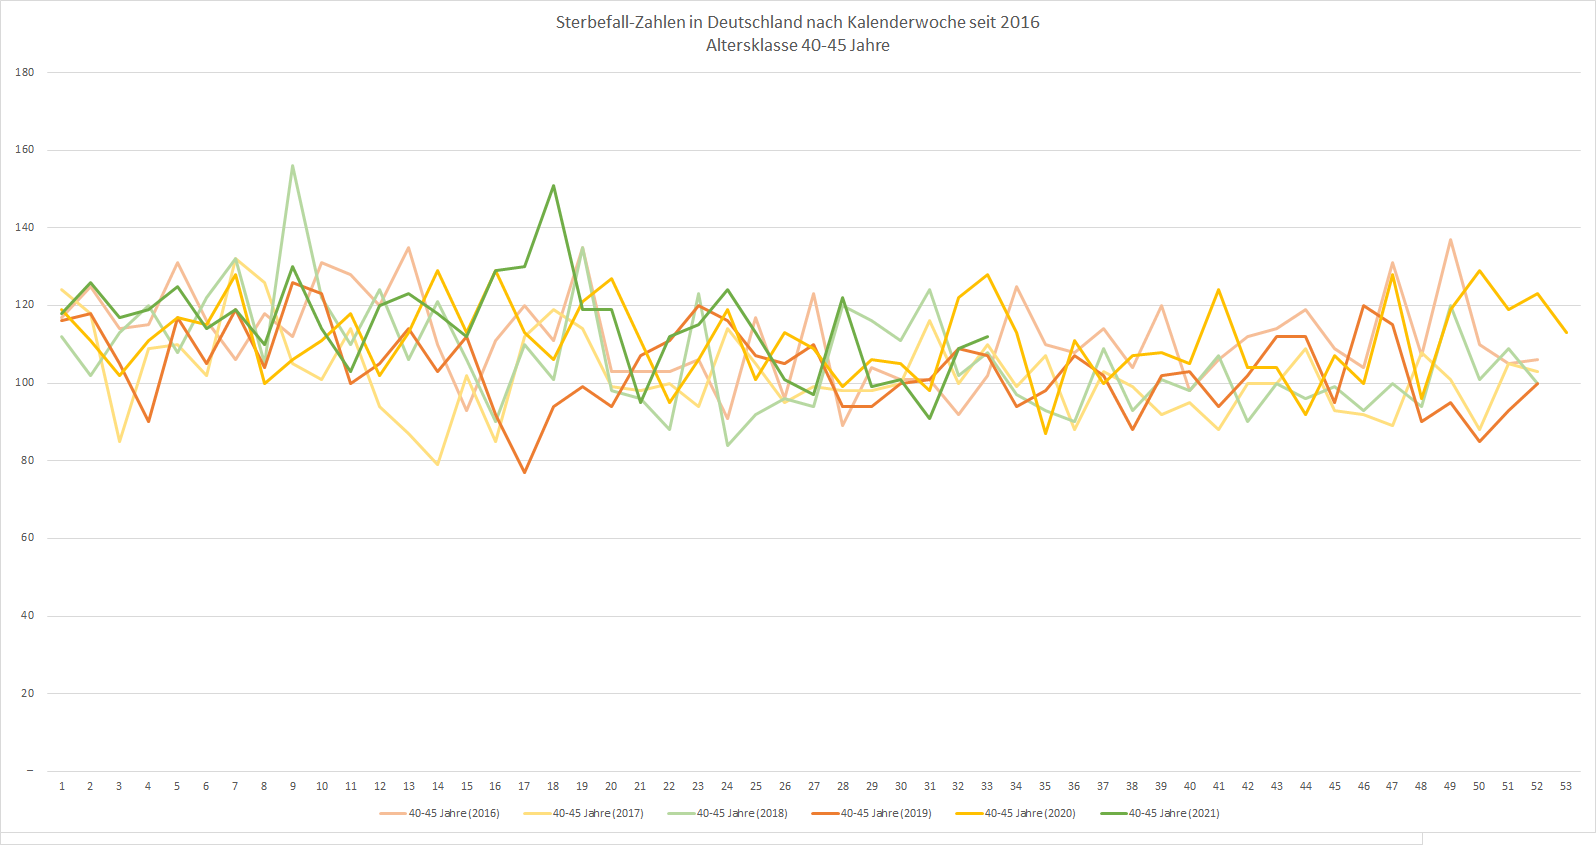 Sterbefall-Zahlen in Deutschland nach Kalenderwoche seit 2016
Altersklasse 40-45 Jahre
180
160
140
120
100
80
60
40
20
–
1 2 3 4 5 6 7 8 9 10 11 12 13 14 15 16 17 18 19 20 21 22 23 24 25 26 27 28 29 30 31 32 33 34 35 36 37 38 39 40 41 42 43 44 45 46 47 48 49 50 51 52 53
40-45 Jahre (2016) 40-45 Jahre (2017) 40-45 Jahre (2018) 40-45 Jahre (2019) 40-45 Jahre (2020) 40-45 Jahre (2021)